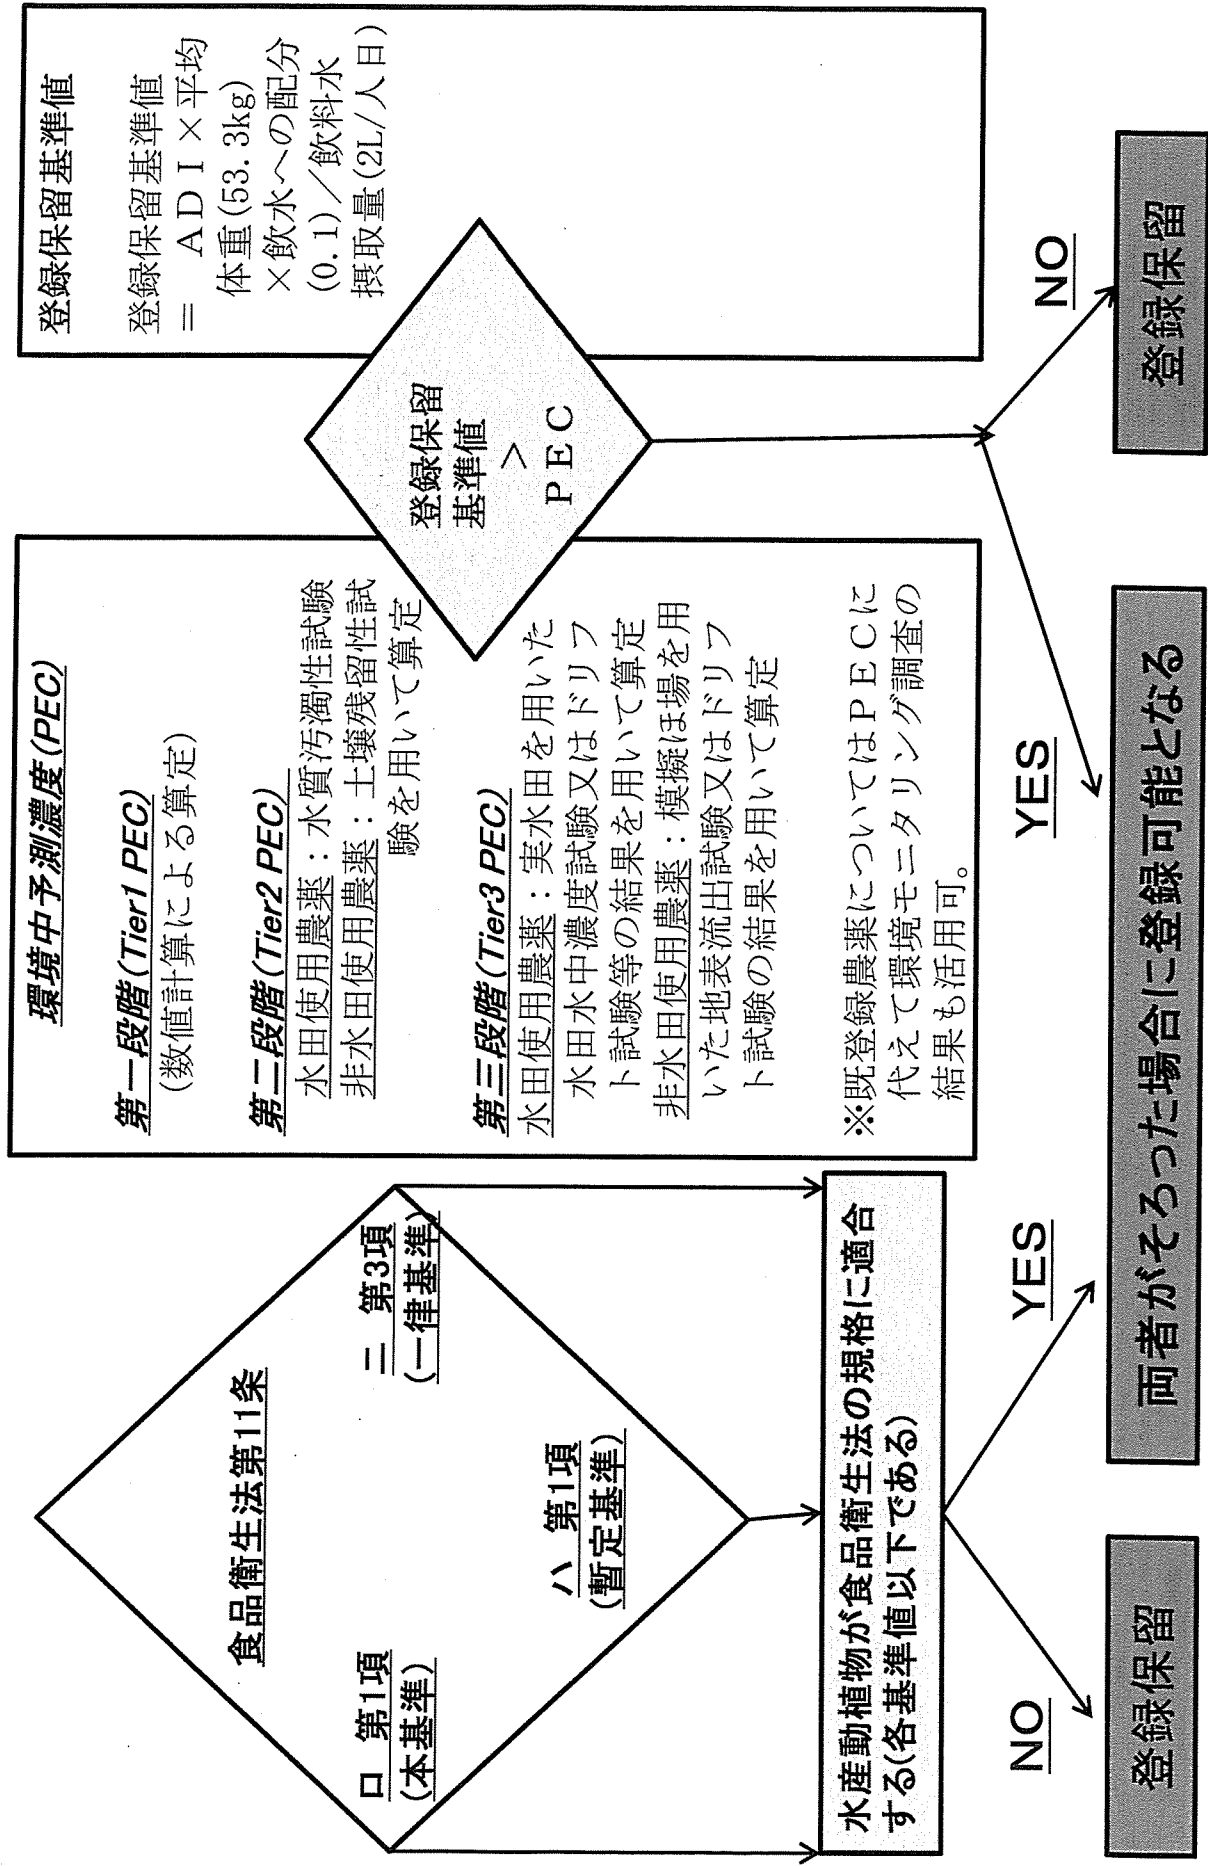 食品衛生法第11条
ロ 第1項
(本基準)
ニ 第3項
(一律基準)
ハ 第1項
(暫定基準)
水産動植物が食品衛生法の規格に適合
する(各基準値以下である)
NO
YES
登録保留
環境中予測濃度(PEC)
第一段階(Tier1 PEC)
(数値計算による算定)
第二段階(Tier2 PEC)
水田使用農薬：水質汚濁性試験
非水田使用農薬：土壌残留性試
験を用いて算定
第三段階(Tier3 PEC)
水田使用農薬：実水田を用いた
水田水中濃度試験又はドリフ
ト試験等の結果を用いて算定
非水田使用農薬：模擬ほ場を用
いた地表流出試験又はドリフ
ト試験の結果を用いて算定
※既登録農薬についてはＰＥＣに
代えて環境モニタリング調査の
結果も活用可。
登録保留
基準値
＞
ＰＥＣ
登録保留基準値
登録保留基準値
＝ ＡＤＩ×平均
体重(53.3kg)
×飲水への配分
(0.1)／飲料水
摂取量(2L/人日)
YES
NO
両者がそろった場合に登録可能となる
登録保留